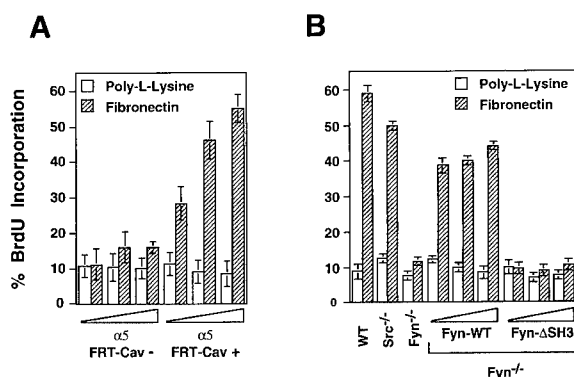 A
B
% BrdU Incorporation
60
50
40
30
20
10
0
Poly-L-Lysine
Fibronectin
α5
FRT-Cav -
α5
FRT-Cav +
60
50
40
30
20
10
0
Poly-L-Lysine
Fibronectin
WT
Src-/-
Fyn-/-
Fyn-WT
Fyn-ΔSH3
Fyn-/-